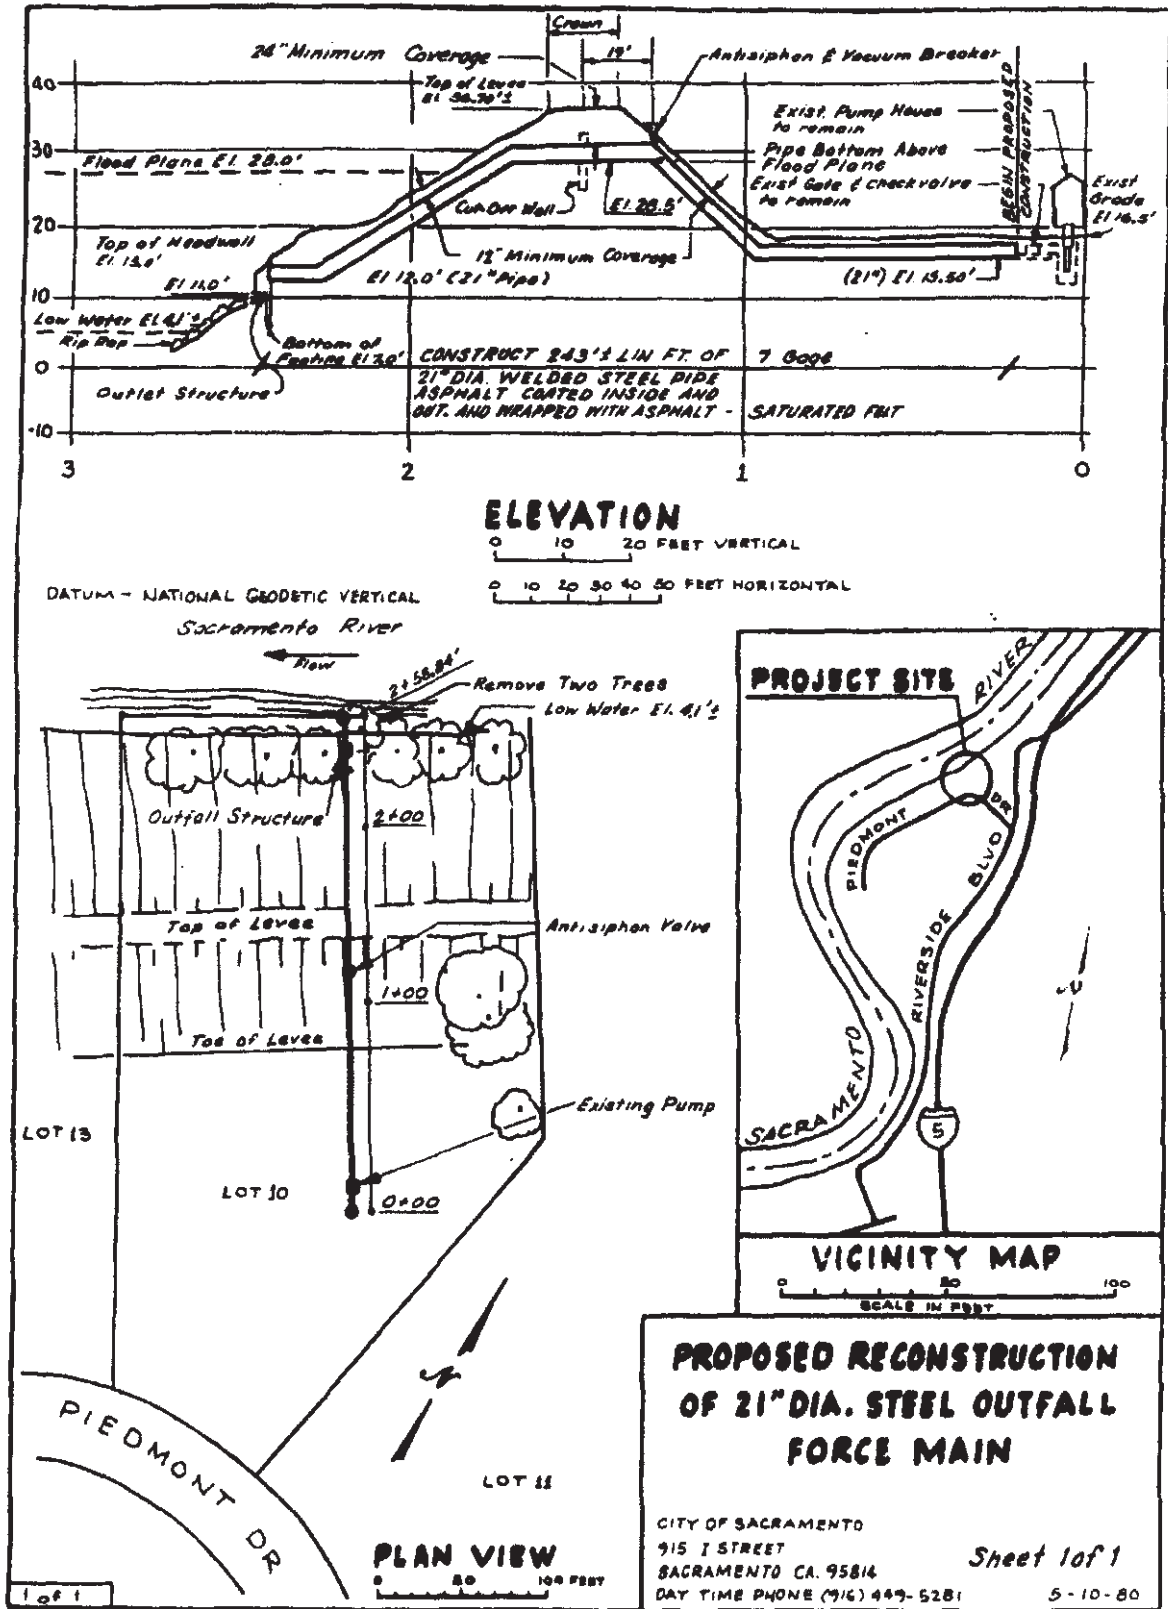 Crown
24" Minimum Coverage
19'
Antisiphon & Vacuum Breaker
Top of Levee
40
BEGIN PROPOSED
CONSTRUCTION
Exist. Pump House
to remain
30
Flood Plane El. 28.0'
Pipe Bottom Above
Flood Plane
Exist Gate & Checkvalve
to remain
Exist
Grade
El 16.5'
Cut-Off Wall
El. 28.5'
20
Top of Headwall
El. 15.0'
12" Minimum Coverage
El. 12.0' (21" Pipe)
(21") El. 15.50'
El 11.0'
10
Low Water El 4.1'±
Rip Rap
Bottom of
Footing El 3.0'
0
Outlet Structure
CONSTRUCT 243'± LIN FT. OF 7 Gage
21" DIA. WELDED STEEL PIPE
ASPHALT COATED INSIDE AND
OUT. AND WRAPPED WITH ASPHALT - SATURATED FELT
-10
3 2 1 0
ELEVATION
0 10 20 FEET VERTICAL
0 10 20 30 40 50 FEET HORIZONTAL
DATUM - NATIONAL GEODETIC VERTICAL
Sacramento River
Flow
2+58.84'
Remove Two Trees
Low Water El. 4.1'±
Outfall Structure
2+00
Top of Levee
Antisiphon Valve
1+00
Toe of Levee
Existing Pump
LOT 13
LOT 10
0+00
N
PIEDMONT DR
LOT 11
PLAN VIEW
0 50 100 FEET
1 of 1
PROJECT SITE
RIVER
PIEDMONT DR
RIVERSIDE BLVD
SACRAMENTO
N
5
VICINITY MAP
0 50 100
SCALE IN FEET
PROPOSED RECONSTRUCTION
OF 21" DIA. STEEL OUTFALL
FORCE MAIN
CITY OF SACRAMENTO
915 I STREET
SACRAMENTO CA. 95814
DAY TIME PHONE (916) 449-5281
Sheet 1 of 1
5-10-80